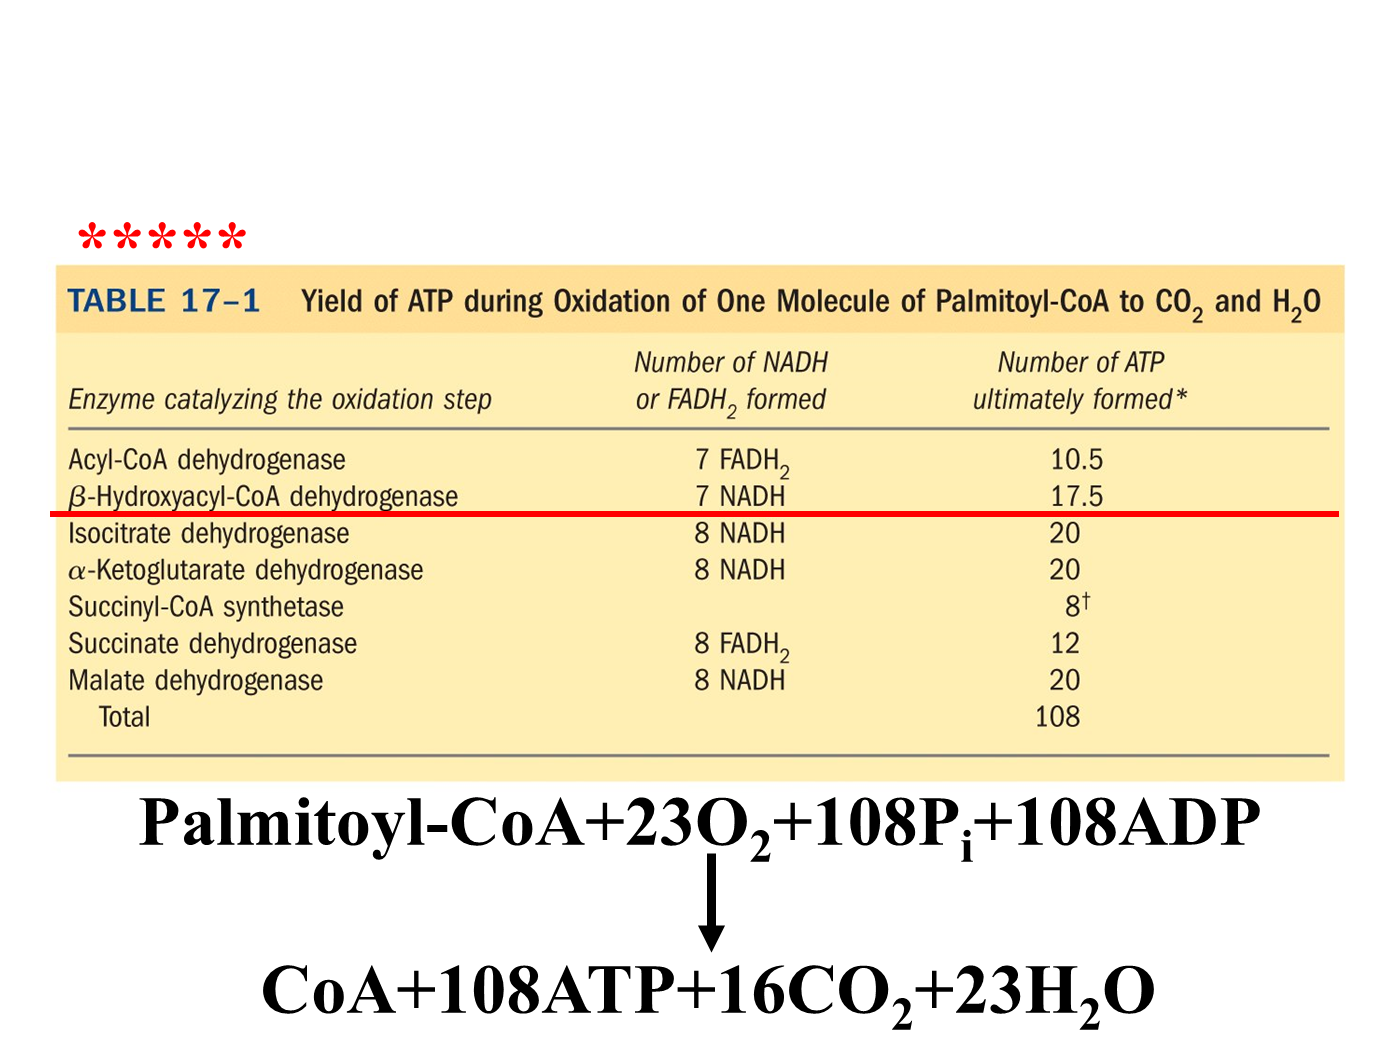 *****
TABLE 17–1 Yield of ATP during Oxidation of One Molecule of Palmitoyl-CoA to CO₂ and H₂O
Number of NADH Number of ATP
Enzyme catalyzing the oxidation step or FADH₂ formed ultimately formed*
Acyl-CoA dehydrogenase 7 FADH₂ 10.5
β-Hydroxyacyl-CoA dehydrogenase 7 NADH 17.5
Isocitrate dehydrogenase 8 NADH 20
α-Ketoglutarate dehydrogenase 8 NADH 20
Succinyl-CoA synthetase 8†
Succinate dehydrogenase 8 FADH₂ 12
Malate dehydrogenase 8 NADH 20
Total 108
Palmitoyl-CoA+23O₂+108Pᵢ+108ADP
CoA+108ATP+16CO₂+23H₂O